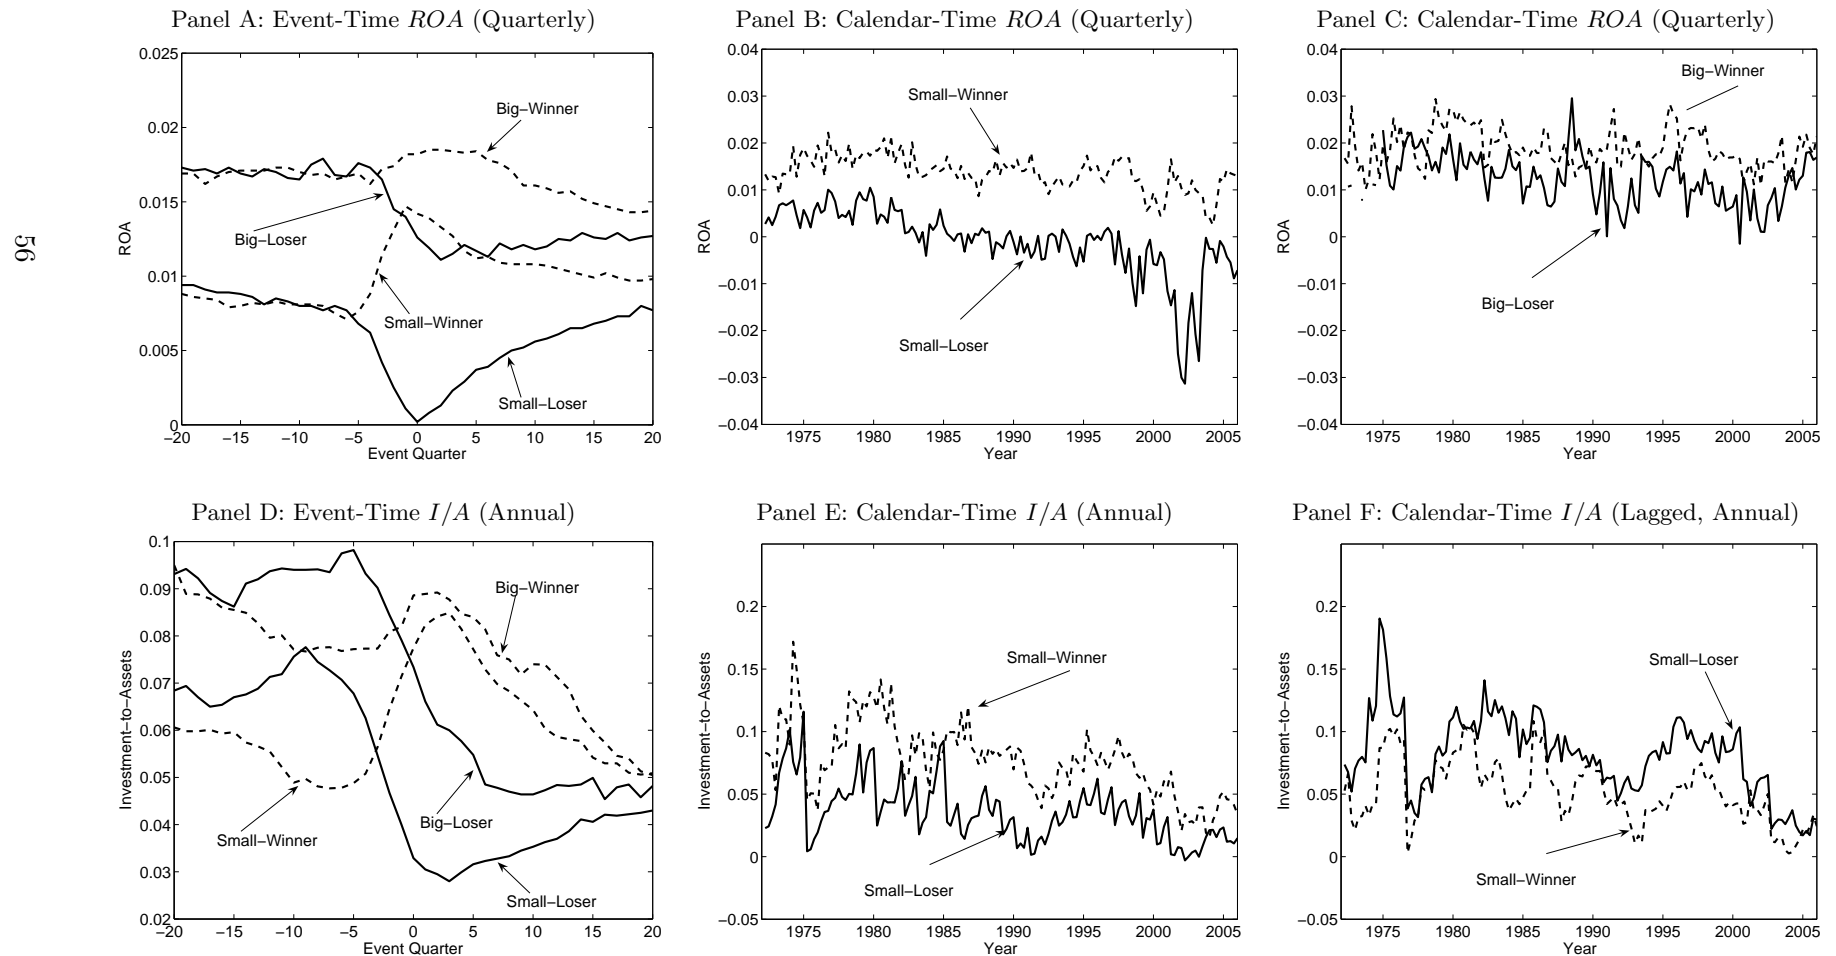 56
Panel A: Event-Time ROA (Quarterly)
0.025
0.02
0.015
0.01
0.005
0
ROA
−20 −15 −10 −5 0 5 10 15 20
Event Quarter
Big−Winner
Big−Loser
Small−Winner
Small−Loser
Panel B: Calendar-Time ROA (Quarterly)
0.04
0.03
0.02
0.01
0
−0.01
−0.02
−0.03
−0.04
ROA
1975 1980 1985 1990 1995 2000 2005
Year
Small−Winner
Small−Loser
Panel C: Calendar-Time ROA (Quarterly)
0.04
0.03
0.02
0.01
0
−0.01
−0.02
−0.03
−0.04
ROA
1975 1980 1985 1990 1995 2000 2005
Year
Big−Winner
Big−Loser
Panel D: Event-Time I/A (Annual)
0.1
0.09
0.08
0.07
0.06
0.05
0.04
0.03
0.02
Investment−to−Assets
−20 −15 −10 −5 0 5 10 15 20
Event Quarter
Big−Winner
Big−Loser
Small−Winner
Small−Loser
Panel E: Calendar-Time I/A (Annual)
0.2
0.15
0.1
0.05
0
−0.05
Investment−to−Assets
1975 1980 1985 1990 1995 2000 2005
Year
Small−Winner
Small−Loser
Panel F: Calendar-Time I/A (Lagged, Annual)
0.2
0.15
0.1
0.05
0
−0.05
Investment−to−Assets
1975 1980 1985 1990 1995 2000 2005
Year
Small−Loser
Small−Winner